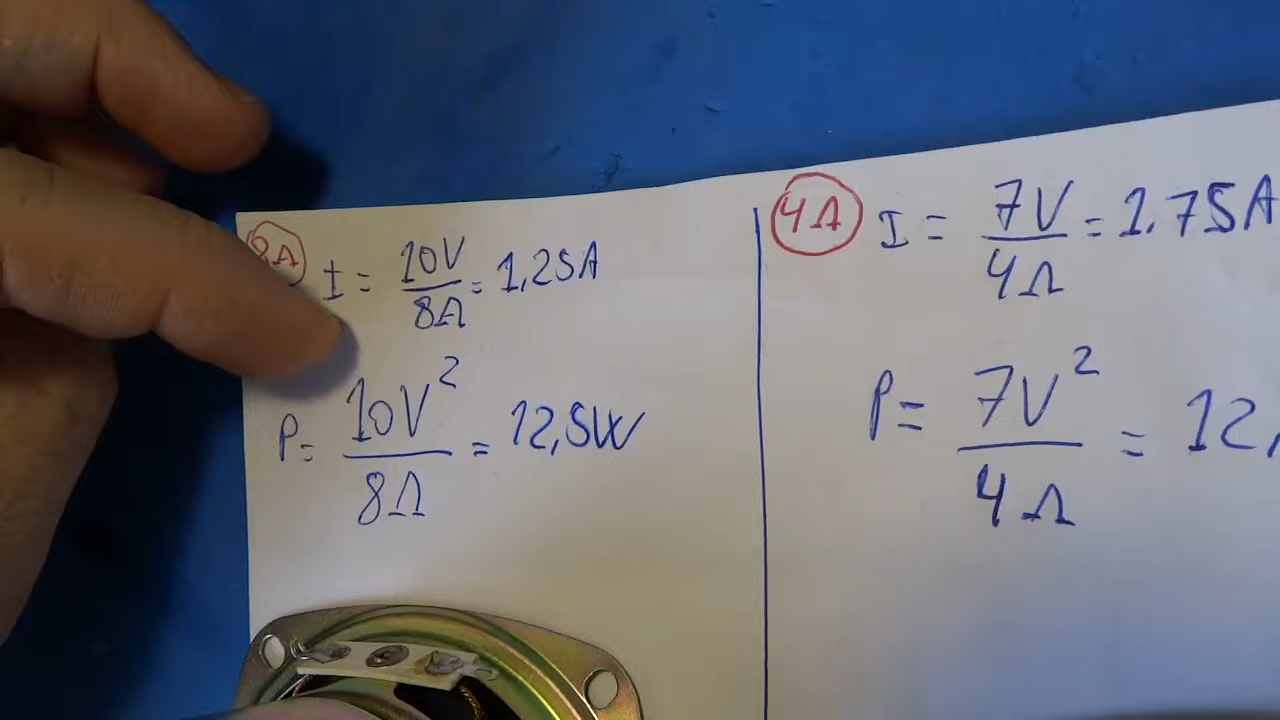 8Ω I = 10V / 8Ω = 1,25A
P = 10V² / 8Ω = 12,5W
4Ω I = 7V / 4Ω = 1.75A
P = 7V² / 4Ω = 12,